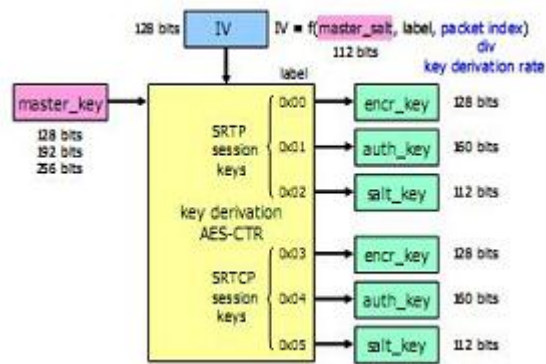 128 bits
IV
IV = f(master_salt, label, packet index)
112 bits
div
key derivation rate
label
master_key
128 bits
192 bits
256 bits
SRTP
session
keys
key derivation
AES-CTR
SRTCP
session
keys
0x00
encr_key
128 bits
0x01
auth_key
160 bits
0x02
salt_key
112 bits
0x03
encr_key
128 bits
0x04
auth_key
160 bits
0x05
salt_key
112 bits